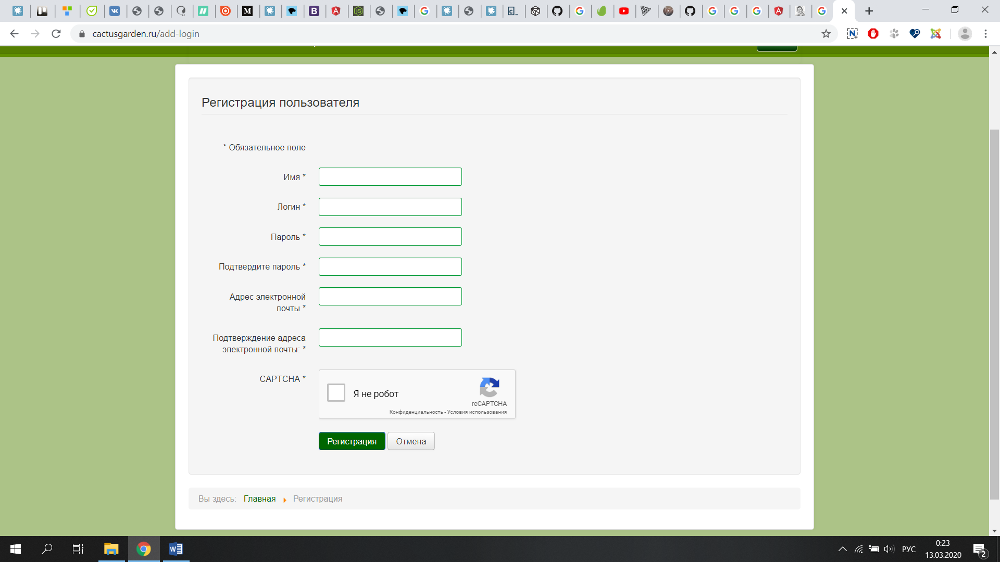 cactusgarden.ru/add-login
Регистрация пользователя
* Обязательное поле
Имя *
Логин *
Пароль *
Подтвердите пароль *
Адрес электронной
почты *
Подтверждение адреса
электронной почты: *
CAPTCHA *
Я не робот
reCAPTCHA
Конфиденциальность - Условия использования
Регистрация Отмена
Вы здесь: Главная Регистрация
РУС
0:23
13.03.2020
2